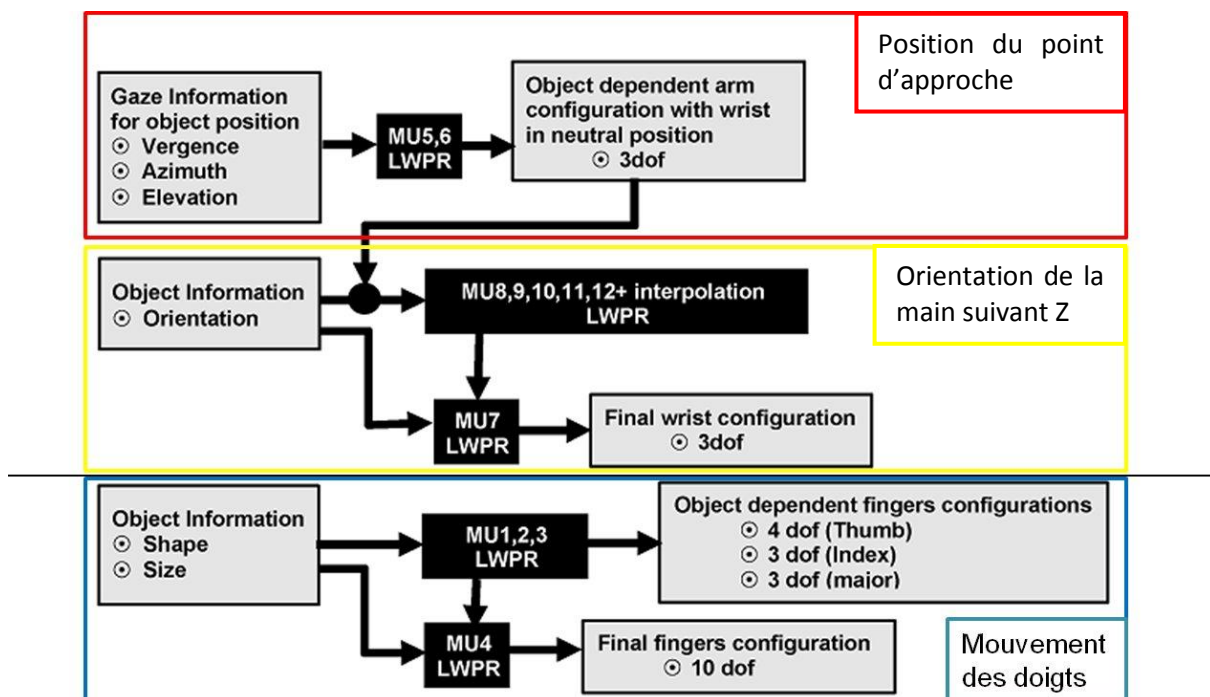 Position du point
d’approche
Gaze Information
for object position
⊙ Vergence
⊙ Azimuth
⊙ Elevation
MU5,6
LWPR
Object dependent arm
configuration with wrist
in neutral position
⊙ 3dof
Orientation de la
main suivant Z
Object Information
⊙ Orientation
MU8,9,10,11,12+ interpolation
LWPR
MU7
LWPR
Final wrist configuration
⊙ 3dof
Object Information
⊙ Shape
⊙ Size
MU1,2,3
LWPR
Object dependent fingers configurations
⊙ 4 dof (Thumb)
⊙ 3 dof (Index)
⊙ 3 dof (major)
MU4
LWPR
Final fingers configuration
⊙ 10 dof
Mouvement
des doigts